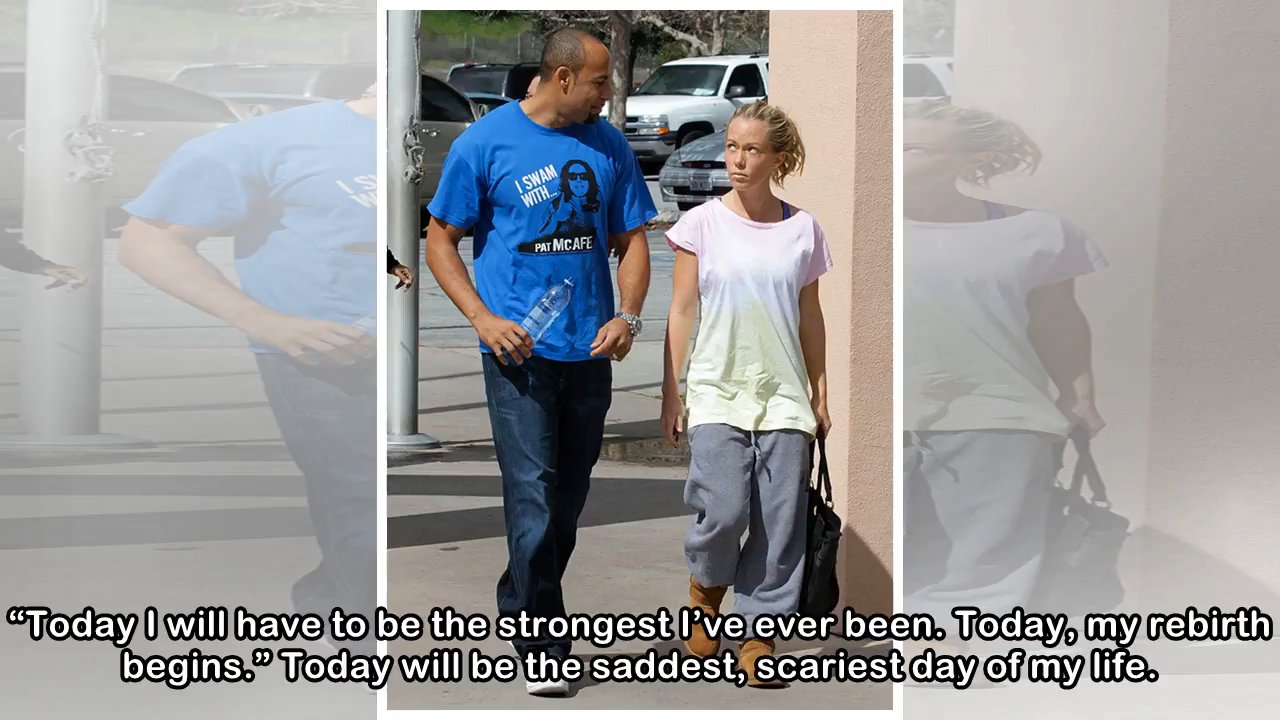 I SWAM
WITH...
PAT MCAFEE
“Today I will have to be the strongest I’ve ever been. Today, my rebirth
begins.” Today will be the saddest, scariest day of my life.